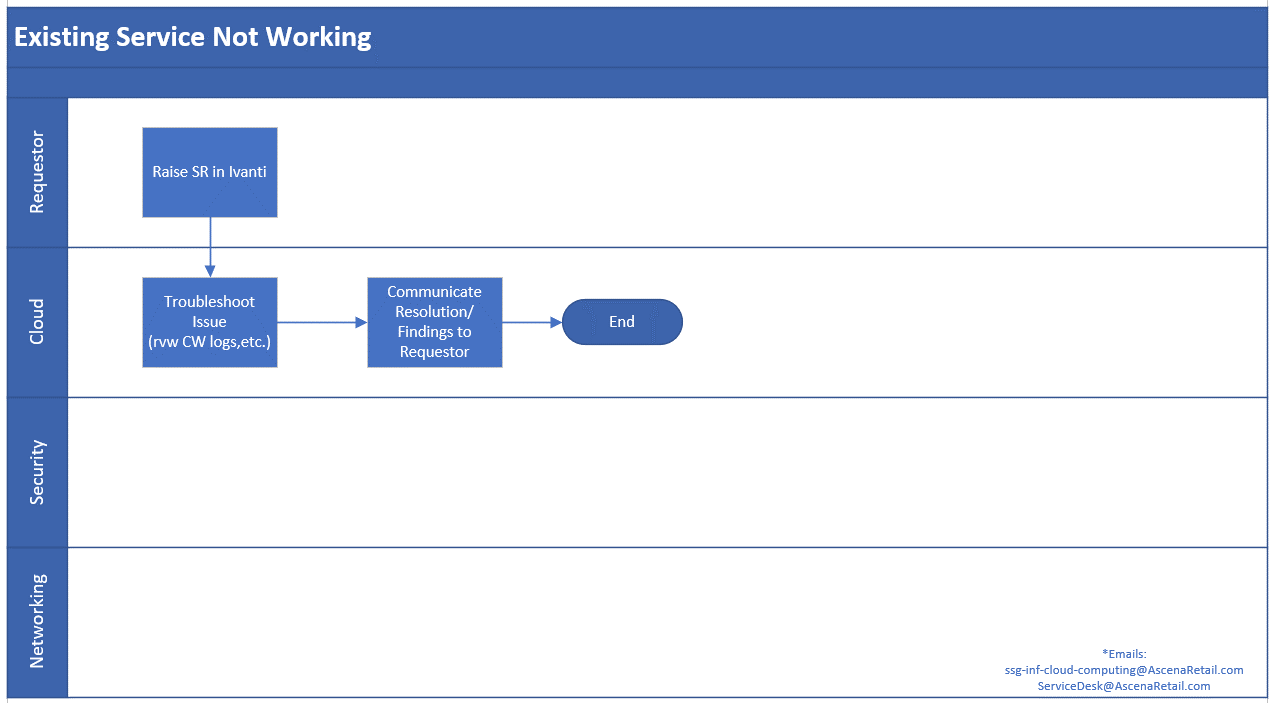 Existing Service Not Working
Requestor
Raise SR in Ivanti
Cloud
Troubleshoot
Issue
(rvw CW logs,etc.)
Communicate
Resolution/
Findings to
Requestor
End
Security
Networking
*Emails:
ssg-inf-cloud-computing@AscenaRetail.com
ServiceDesk@AscenaRetail.com